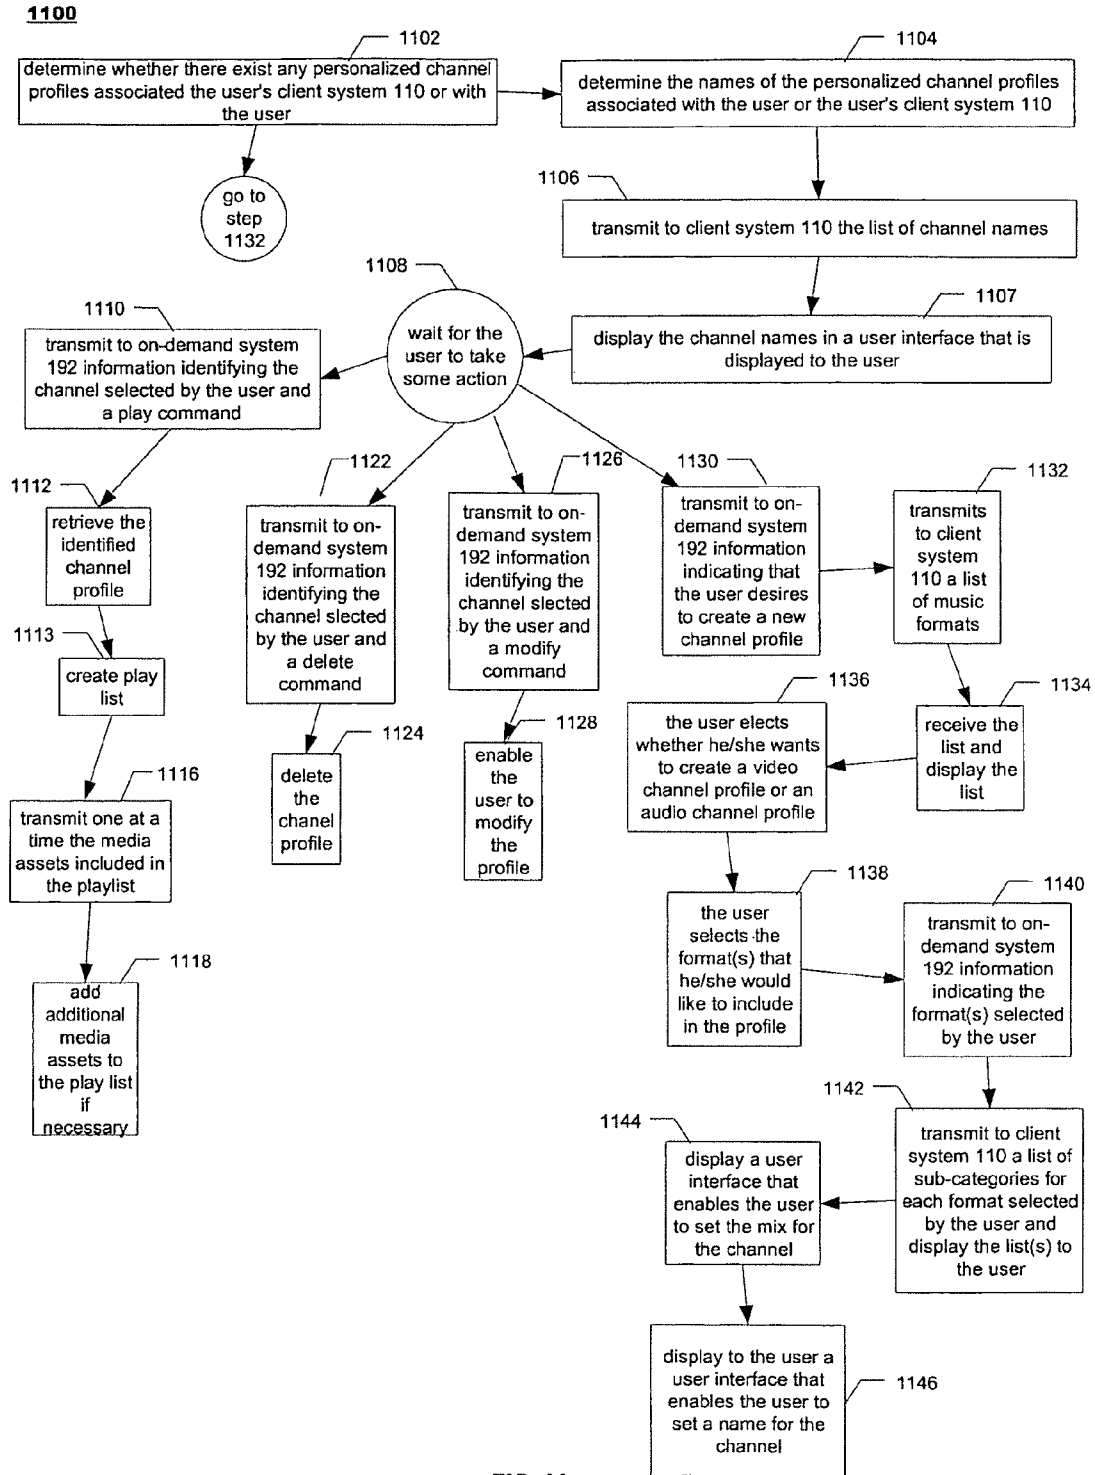 1100
1102
determine whether there exist any personalized channel
profiles associated the user's client system 110 or with
the user
1104
determine the names of the personalized channel profiles
associated with the user or the user's client system 110
go to
step
1132
1106
transmit to client system 110 the list of channel names
1107
display the channel names in a user interface that is
displayed to the user
1108
wait for the
user to take
some action
1110
transmit to on-demand system
192 information identifying the
channel selected by the user and
a play command
1112
retrieve the
identified
channel
profile
1113
create play
list
1116
transmit one at a
time the media
assets included in
the playlist
1118
add
additional
media
assets to
the play list
if
necessary
1122
transmit to on-
demand system
192 information
identifying the
channel slected
by the user and
a delete
command
1124
delete
the
chanel
profile
1126
transmit to on-
demand system
192 information
identifying the
channel slected
by the user and
a modify
command
1128
enable
the
user to
modify
the
profile
1130
transmit to on-
demand system
192 information
indicating that
the user desires
to create a new
channel profile
1132
transmits
to client
system
110 a list
of music
formats
1134
receive the
list and
display the
list
1136
the user elects
whether he/she wants
to create a video
channel profile or an
audio channel profile
1138
the user
selects the
format(s) that
he/she would
like to include
in the profile
1140
transmit to on-
demand system
192 information
indicating the
format(s) selected
by the user
1142
transmit to client
system 110 a list of
sub-categories for
each format selected
by the user and
display the list(s) to
the user
1144
display a user
interface that
enables the user
to set the mix for
the channel
1146
display to the user a
user interface that
enables the user to
set a name for the
channel